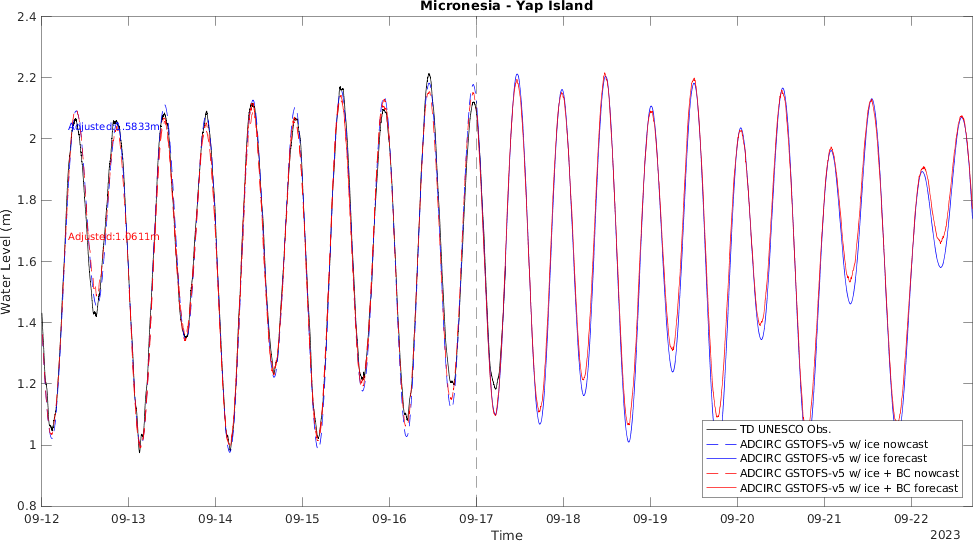 Micronesia - Yap Island
2.4
2.2
2
1.8
1.6
1.4
1.2
1
0.8
Water Level (m)
Adjusted:1.0611m
TD UNESCO Obs.
ADCIRC GSTOFS-v5 w/ ice nowcast
ADCIRC GSTOFS-v5 w/ ice forecast
ADCIRC GSTOFS-v5 w/ ice + BC nowcast
ADCIRC GSTOFS-v5 w/ ice + BC forecast
09-12 09-13 09-14 09-15 09-16 09-17 09-18 09-19 09-20 09-21 09-22
Time
2023